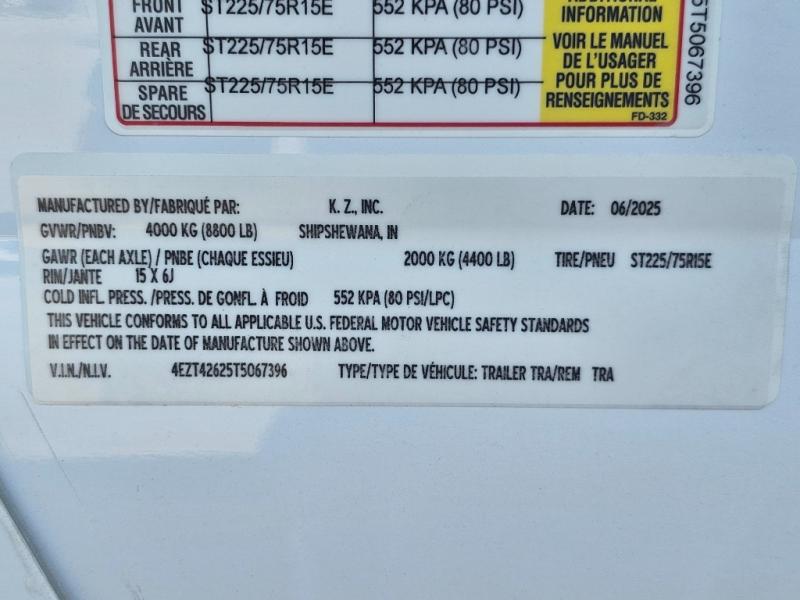 FRONT ST225/75R15E 552 KPA (80 PSI)
AVANT
REAR ST225/75R15E 552 KPA (80 PSI)
ARRIÈRE
SPARE ST225/75R15E 552 KPA (80 PSI)
DE SECOURS
ADDITIONAL
INFORMATION
VOIR LE MANUEL
DE L'USAGER
POUR PLUS DE
RENSEIGNEMENTS
FD-332
5T5067396
MANUFACTURED BY/FABRIQUÉ PAR: K. Z., INC. DATE: 06/2025
GVWR/PNBV: 4000 KG (8800 LB) SHIPSHEWANA, IN
GAWR (EACH AXLE) / PNBE (CHAQUE ESSIEU) 2000 KG (4400 LB) TIRE/PNEU ST225/75R15E
RIM/JANTE 15 X 6J
COLD INFL. PRESS. /PRESS. DE GONFL. À FROID 552 KPA (80 PSI/LPC)
THIS VEHICLE CONFORMS TO ALL APPLICABLE U.S. FEDERAL MOTOR VEHICLE SAFETY STANDARDS
IN EFFECT ON THE DATE OF MANUFACTURE SHOWN ABOVE.
V.I.N./N.I.V. 4EZT42625T5067396 TYPE/TYPE DE VÉHICULE: TRAILER TRA/REM TRA